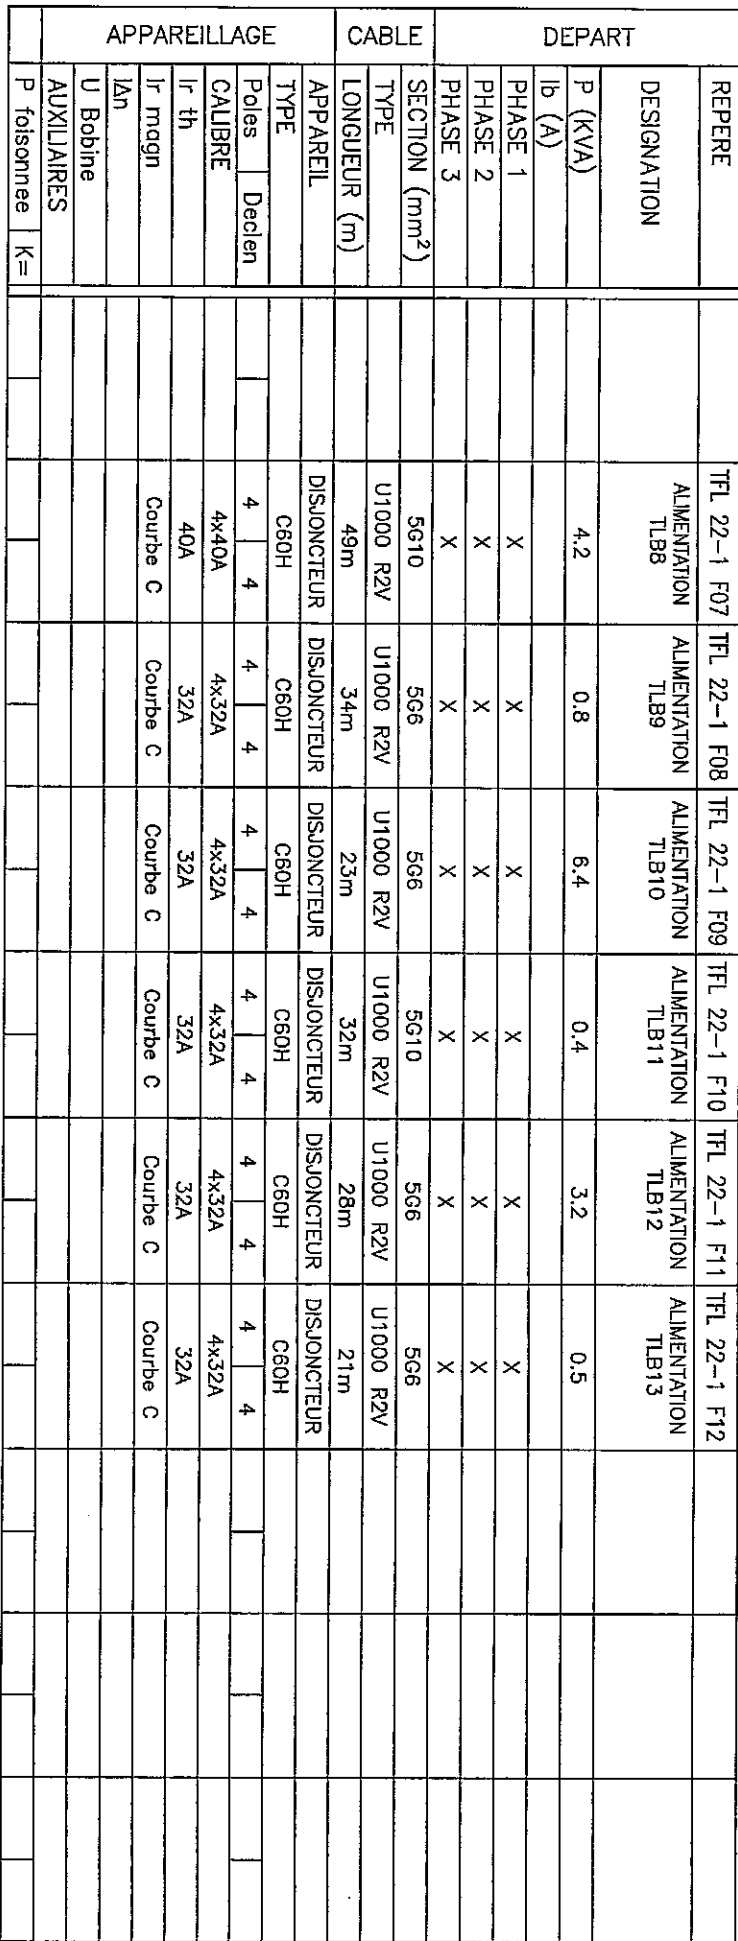 REPERE TFL 22-1 F07 TFL 22-1 F08 TFL 22-1 F09 TFL 22-1 F10 TFL 22-1 F11 TFL 22-1 F12
DEPART
DESIGNATION ALIMENTATION ALIMENTATION ALIMENTATION ALIMENTATION ALIMENTATION ALIMENTATION
TLB8 TLB9 TLB10 TLB11 TLB12 TLB13
P (KVA) 4.2 0.8 6.4 0.4 3.2 0.5
Ib (A)
PHASE 1 X X X X X X
PHASE 2 X X X X X X
PHASE 3 X X X X X X
CABLE
SECTION (mm²) 5G10 5G6 5G6 5G10 5G6 5G6
TYPE U1000 R2V U1000 R2V U1000 R2V U1000 R2V U1000 R2V U1000 R2V
LONGUEUR (m) 49m 34m 23m 32m 28m 21m
APPAREILLAGE
APPAREIL DISJONCTEUR DISJONCTEUR DISJONCTEUR DISJONCTEUR DISJONCTEUR DISJONCTEUR
TYPE C60H C60H C60H C60H C60H C60H
Poles Declen 4 4 4 4 4 4 4 4 4 4 4 4
CALIBRE 4x40A 4x32A 4x32A 4x32A 4x32A 4x32A
Ir th 40A 32A 32A 32A 32A 32A
Ir magn Courbe C Courbe C Courbe C Courbe C Courbe C Courbe C
IΔn
U Bobine
AUXILIAIRES
P foisonnee K=